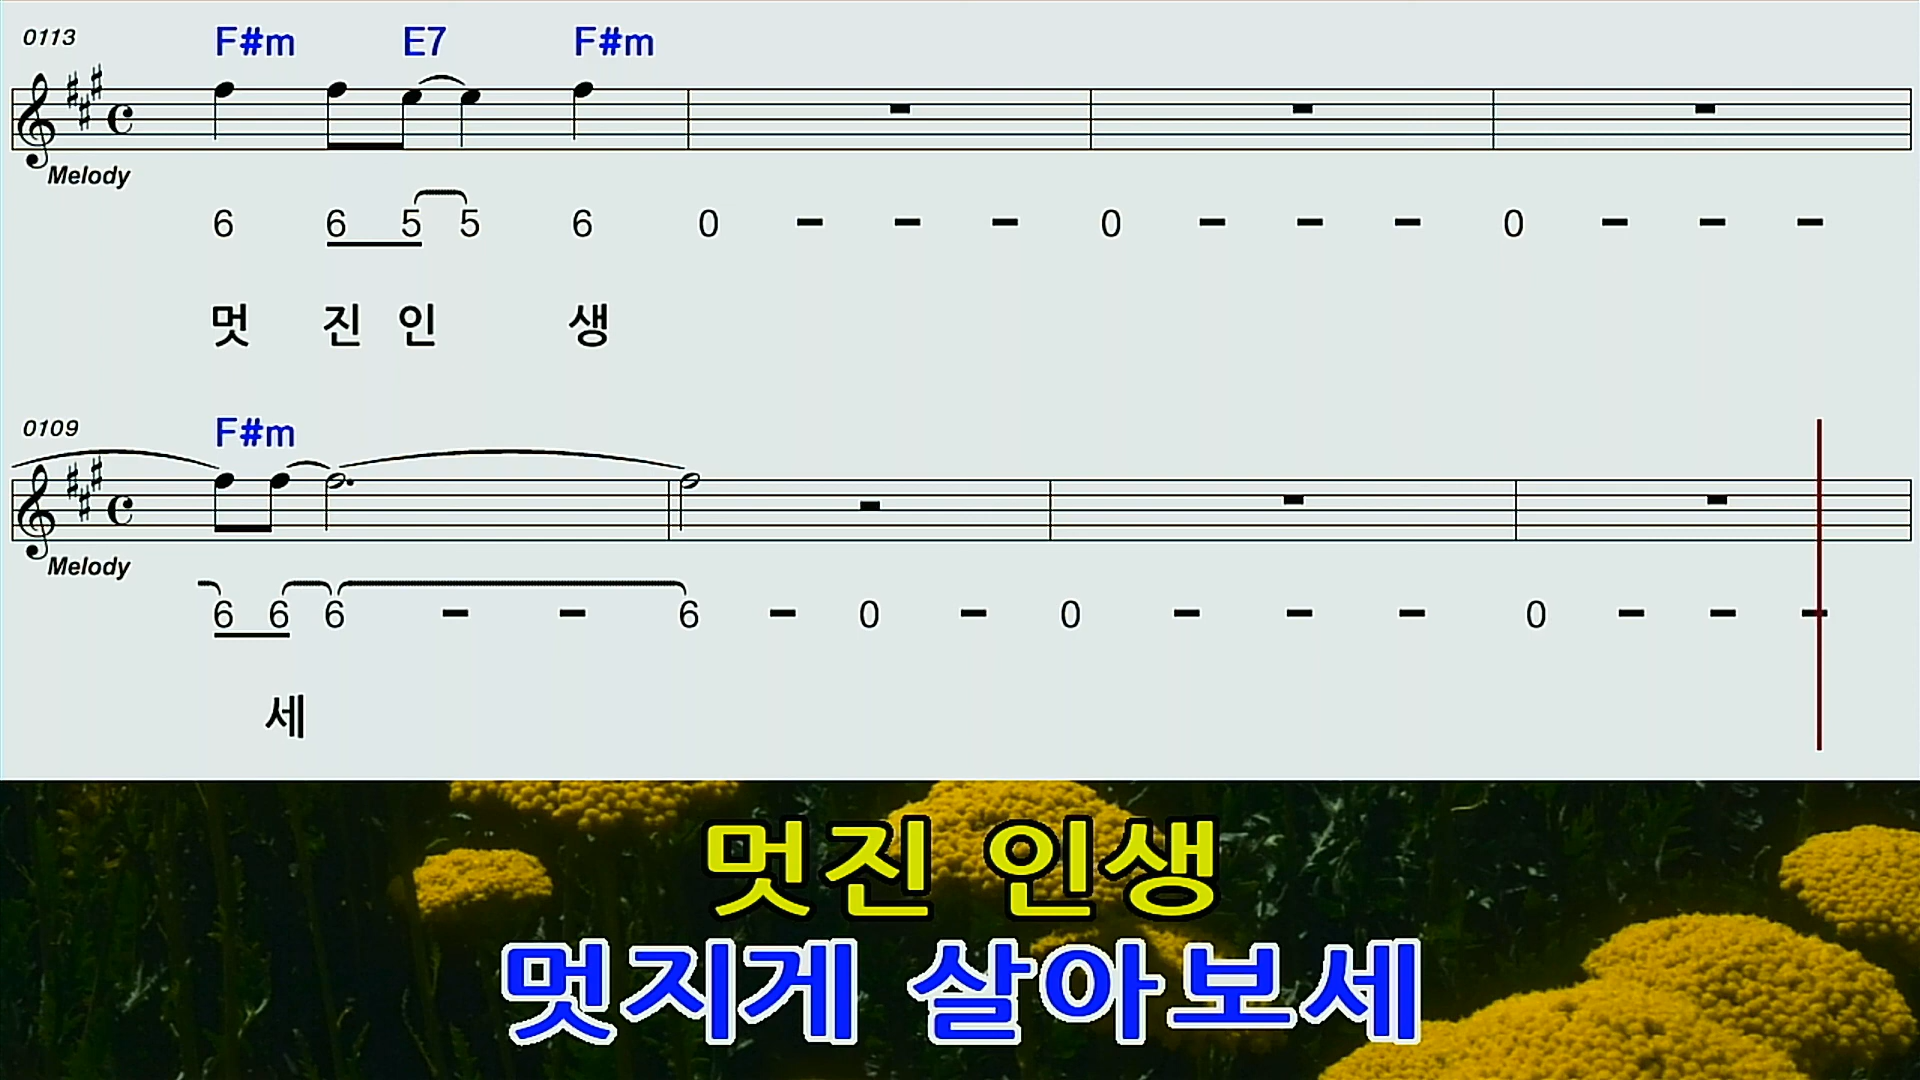 0113
F#m E7 F#m
Melody
6 6 5 5 6 0 - - - 0 - - - 0 - - -
멋 진 인 생
0109
F#m
Melody
6 6 6 - - 6 - 0 - 0 - - - 0 - - -
세
멋진 인생
멋지게 살아보세